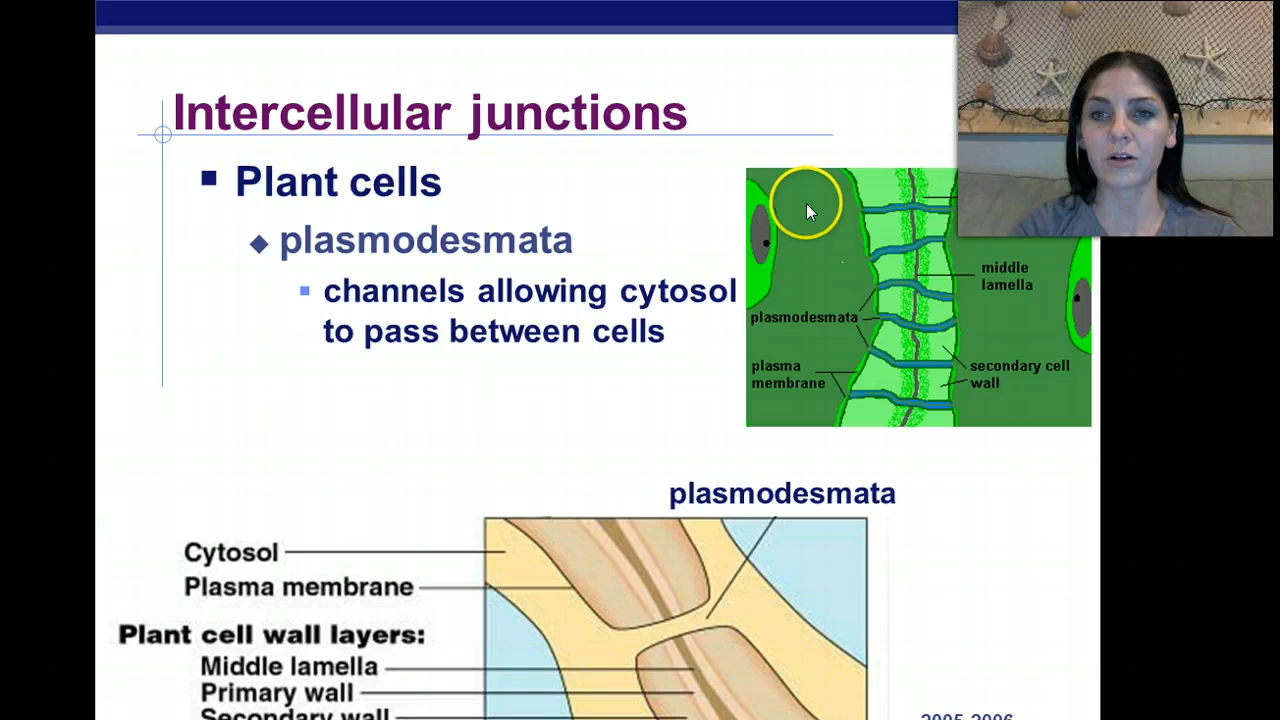 Intercellular junctions
Plant cells
plasmodesmata
channels allowing cytosol
to pass between cells
middle
lamella
plasmodesmata
plasma
membrane
secondary cell
wall
plasmodesmata
Cytosol
Plasma membrane
Plant cell wall layers:
Middle lamella
Primary wall
Secondary wall
2005-2006